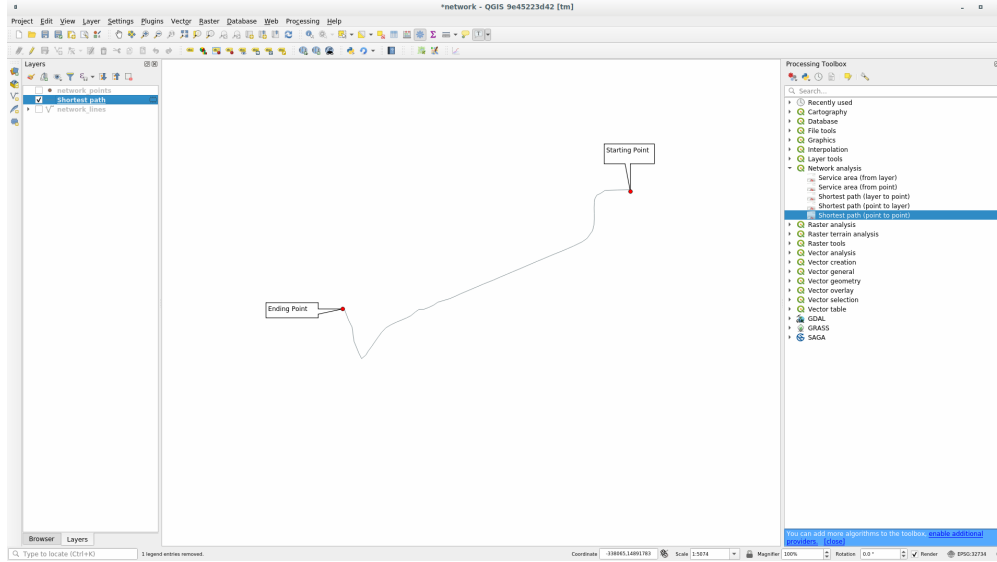 *network - QGIS 9e45223d42 [tm]
Project Edit View Layer Settings Plugins Vector Raster Database Web Processing Help
Layers
network_points
Shortest path
network_lines
Starting Point
Ending Point
Processing Toolbox
Search...
Recently used
Cartography
Database
File tools
Graphics
Interpolation
Layer tools
Network analysis
Service area (from layer)
Service area (from point)
Shortest path (layer to point)
Shortest path (point to layer)
Shortest path (point to point)
Raster analysis
Raster terrain analysis
Raster tools
Vector analysis
Vector creation
Vector general
Vector geometry
Vector overlay
Vector selection
Vector table
GDAL
GRASS
SAGA
You can add more algorithms to the toolbox, enable additional
providers. [close]
Browser Layers
Type to locate (Ctrl+K) 1 legend entries removed. Coordinate -338065,14891783 Scale 1:5074 Magnifier 100% Rotation 0.0 ° Render EPSG:32734